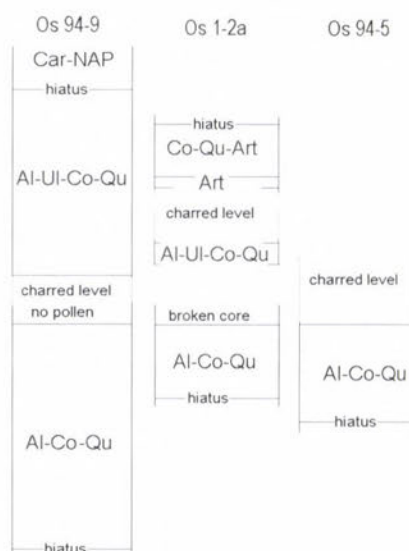 Os 94-9
Car-NAP
hiatus
Al-Ul-Co-Qu
charred level
no pollen
Al-Co-Qu
hiatus
Os 1-2a
hiatus
Co-Qu-Art
Art
charred level
Al-Ul-Co-Qu
broken core
Al-Co-Qu
hiatus
Os 94-5
charred level
Al-Co-Qu
hiatus